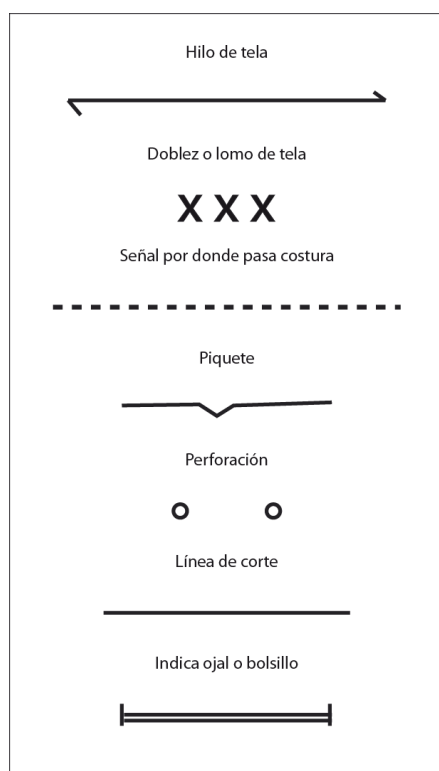 Hilo de tela
Doblez o lomo de tela
X X X
Señal por donde pasa costura
Piquete
Perforación
Línea de corte
Indica ojal o bolsillo